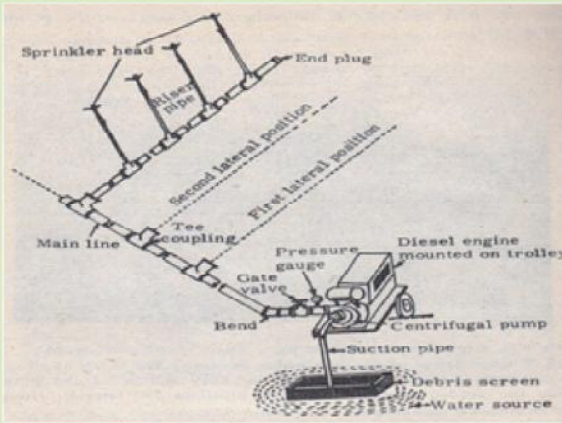 Sprinkler head
End plug
Riser
pipe
Second lateral position
First lateral position
Main line
Tee
coupling
Pressure
gauge
Gate
valve
Diesel engine
mounted on trolley
Bend
Centrifugal pump
Suction pipe
Debris screen
Water source